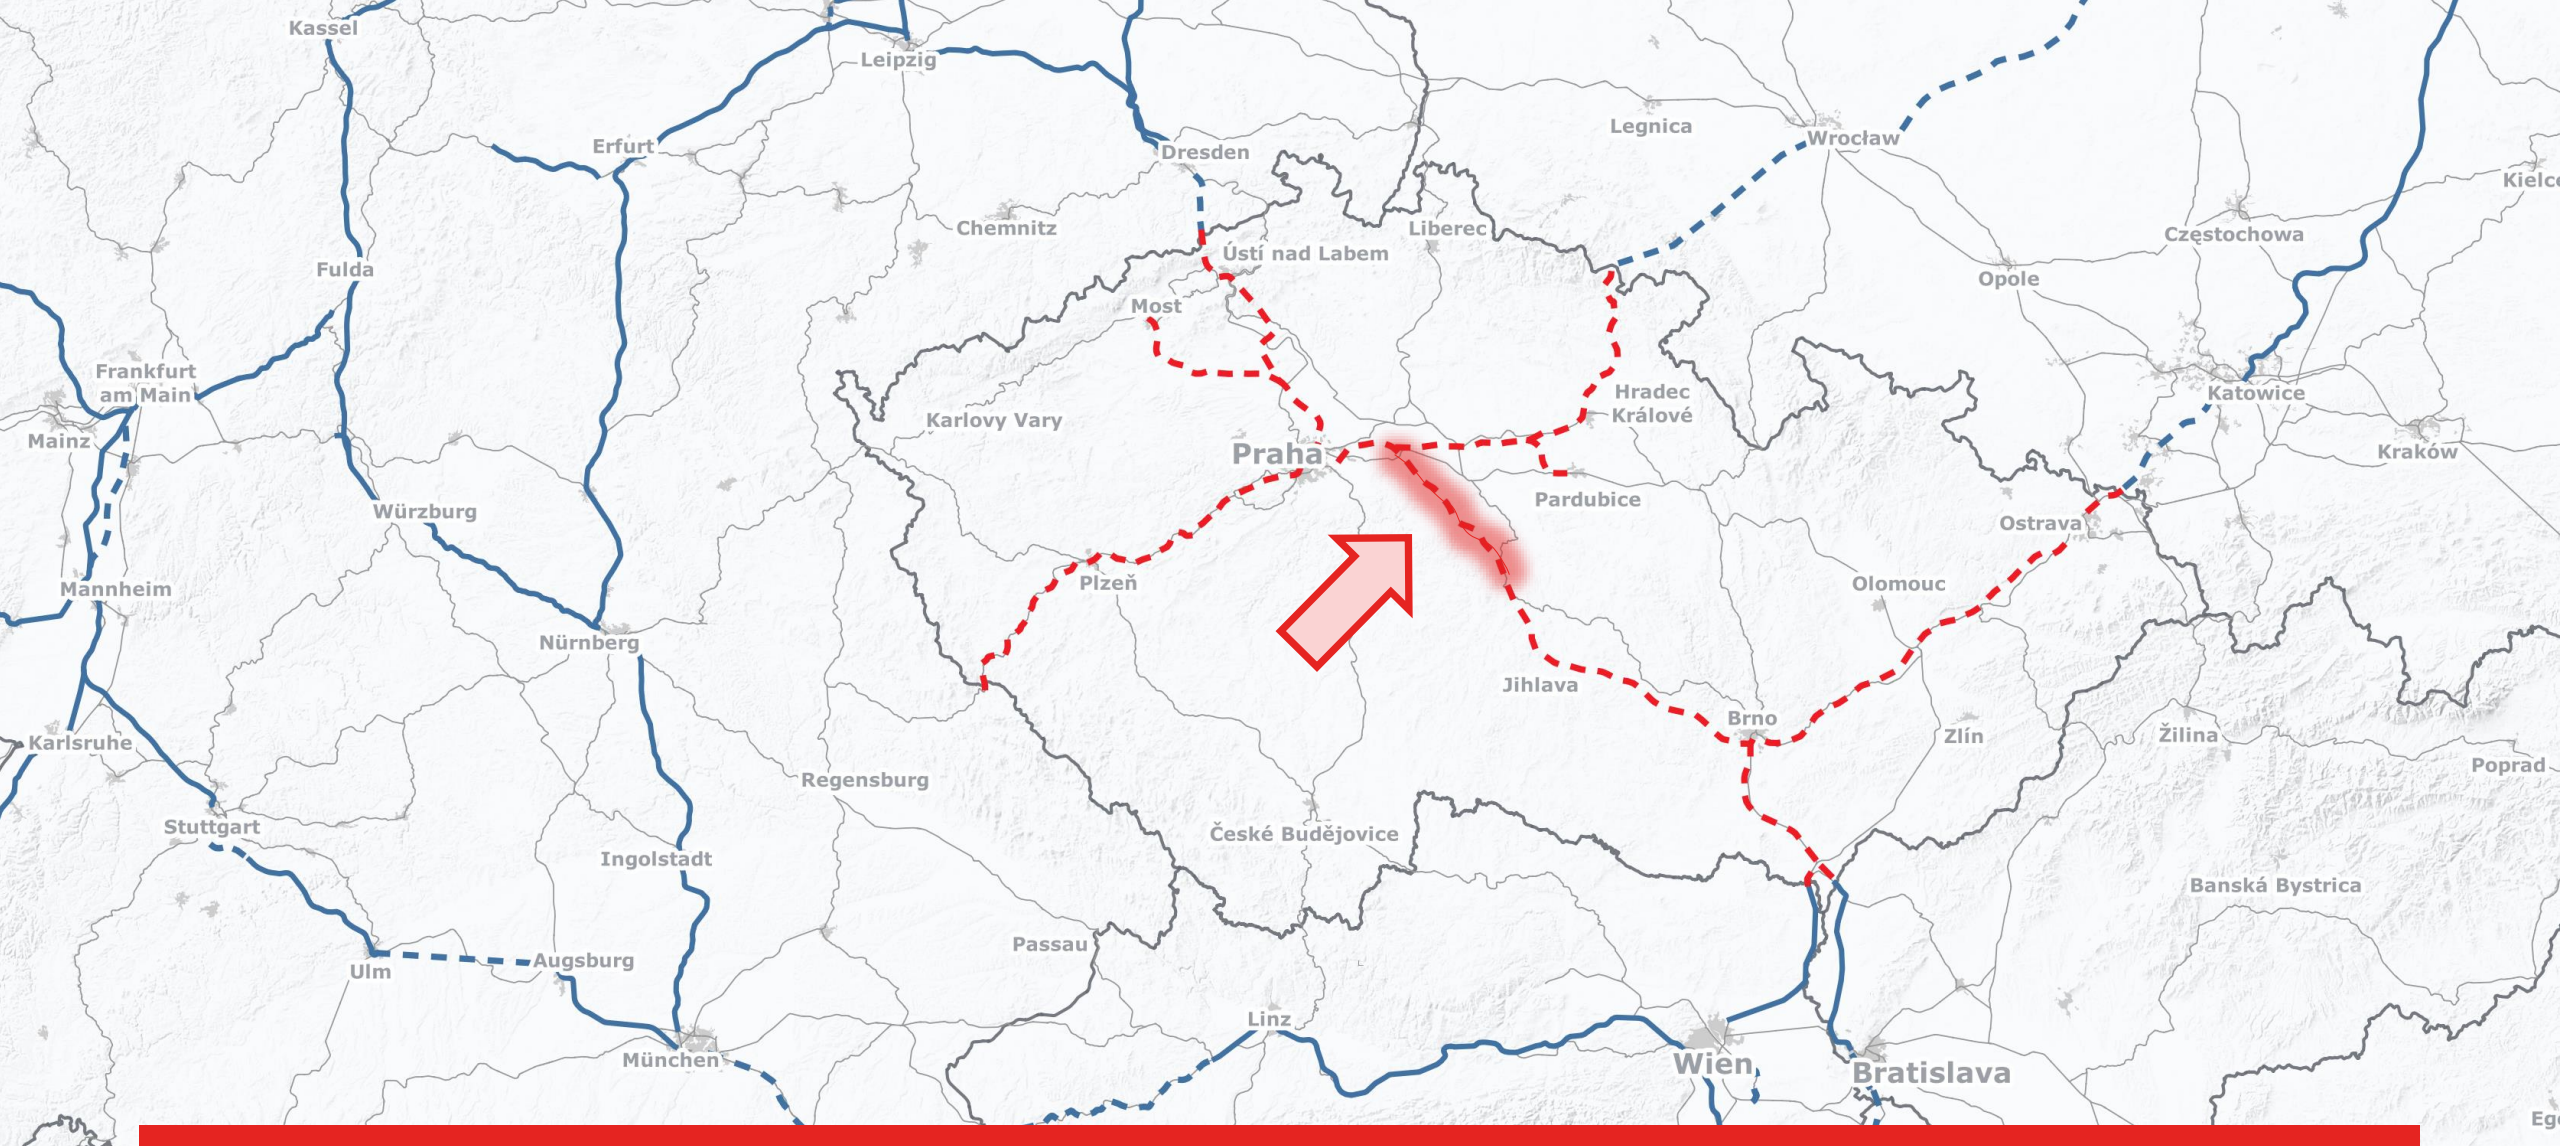 Kassel
Leipzig
Legnica
Wrocław
Erfurt
Dresden
Chemnitz
Liberec
Częstochowa
Ústí nad Labem
Fulda
Opole
Most
Frankfurt
am Main
Karlovy Vary
Hradec
Králové
Katowice
Mainz
Praha
Kraków
Pardubice
Würzburg
Ostrava
Mannheim
Plzeň
Olomouc
Nürnberg
Jihlava
Brno
Zlín
Žilina
Karlsruhe
Poprad
Regensburg
Stuttgart
České Budějovice
Ingolstadt
Banská Bystrica
Passau
Ulm
Augsburg
Linz
München
Wien
Bratislava